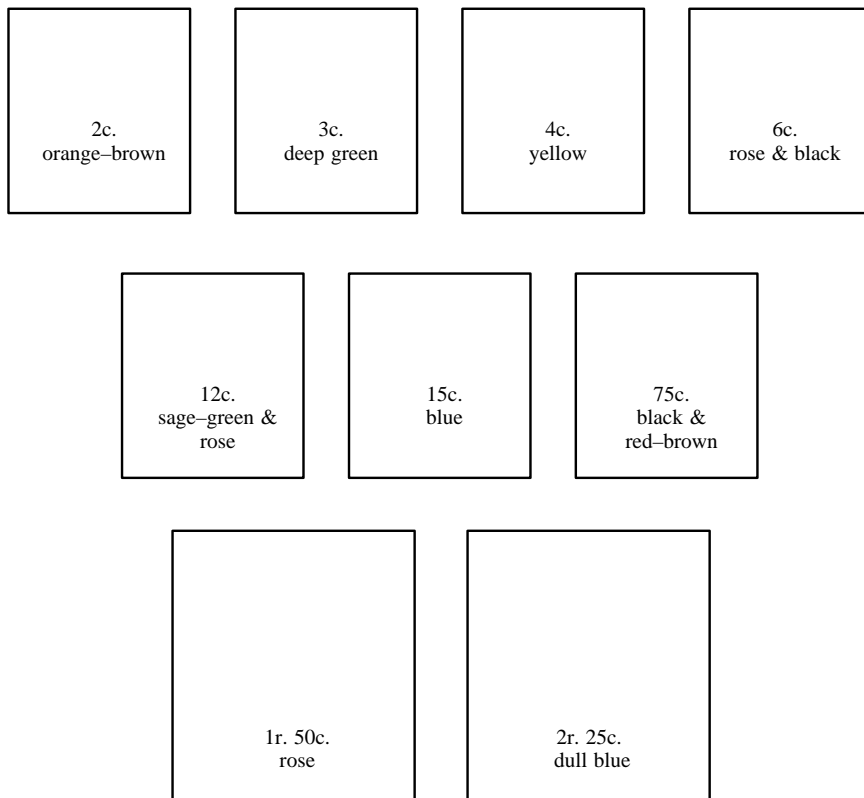 2c.
orange–brown
3c.
deep green
4c.
yellow
6c.
rose & black
12c.
sage–green &
rose
15c.
blue
75c.
black &
red–brown
1r. 50c.
rose
2r. 25c.
dull blue